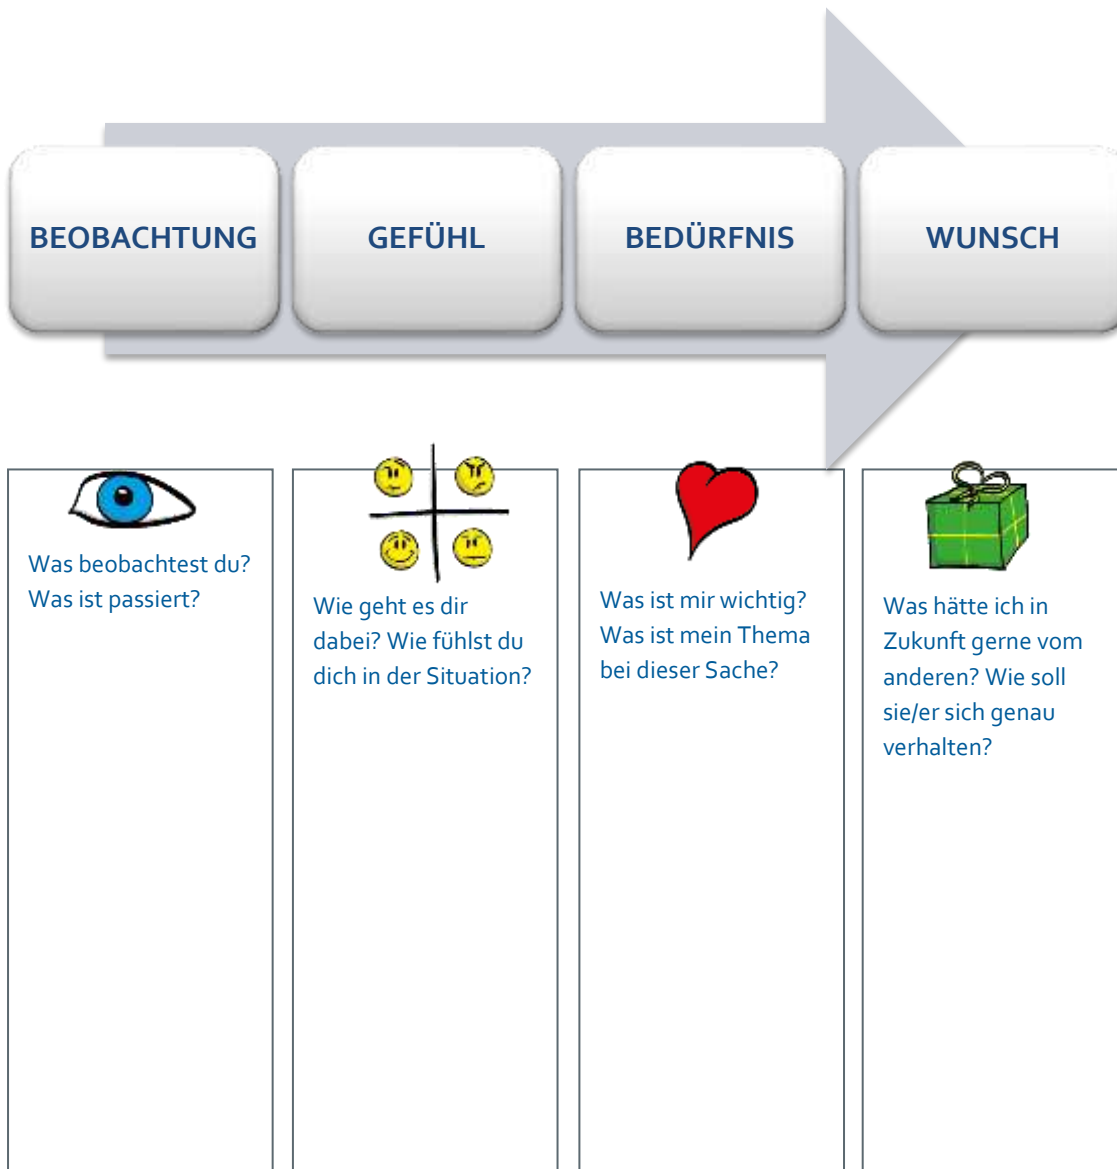 BEOBACHTUNG
GEFÜHL
BEDÜRFNIS
WUNSCH
Was beobachtest du?
Was ist passiert?
Wie geht es dir
dabei? Wie fühlst du
dich in der Situation?
Was ist mir wichtig?
Was ist mein Thema
bei dieser Sache?
Was hätte ich in
Zukunft gerne vom
anderen? Wie soll
sie/er sich genau
verhalten?